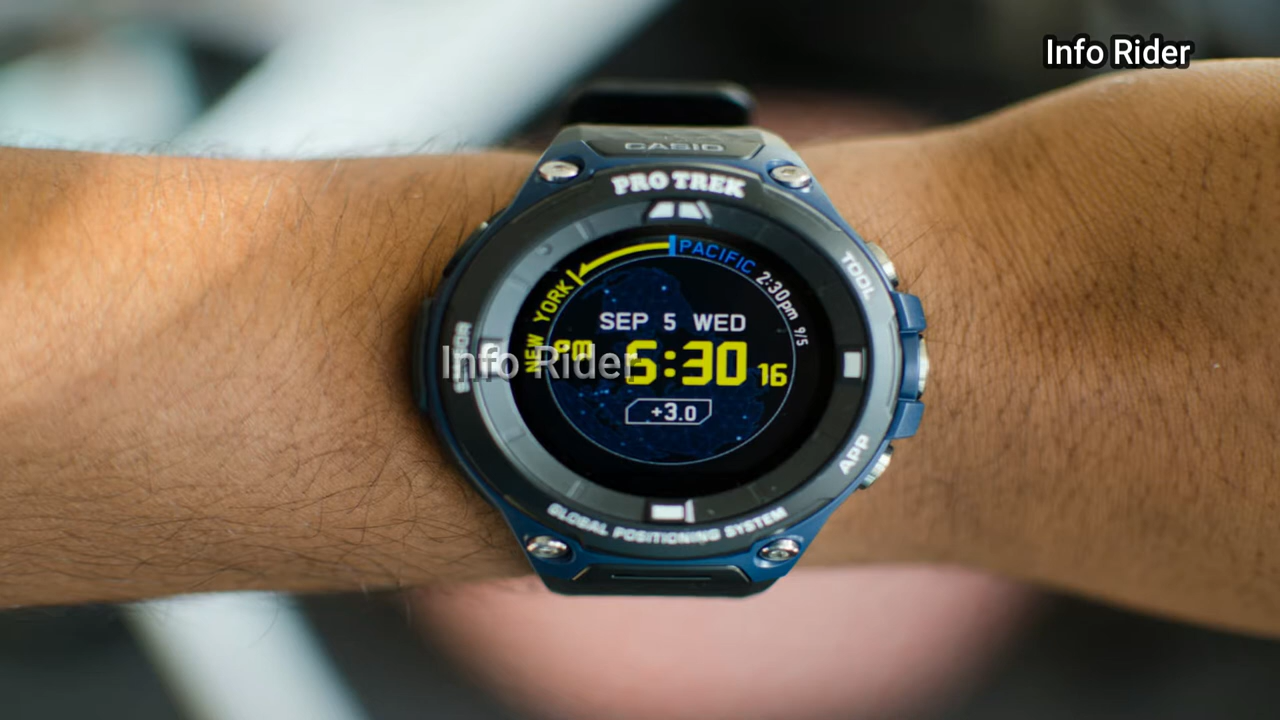 Info Rider
CASIO
PRO TREK
PACIFIC
2:30pm 9/5
NEW YORK
TOOL
SEP 5 WED
PM 5:30 16
Info Rider
+3.0
APP
GLOBAL POSITIONING SYSTEM